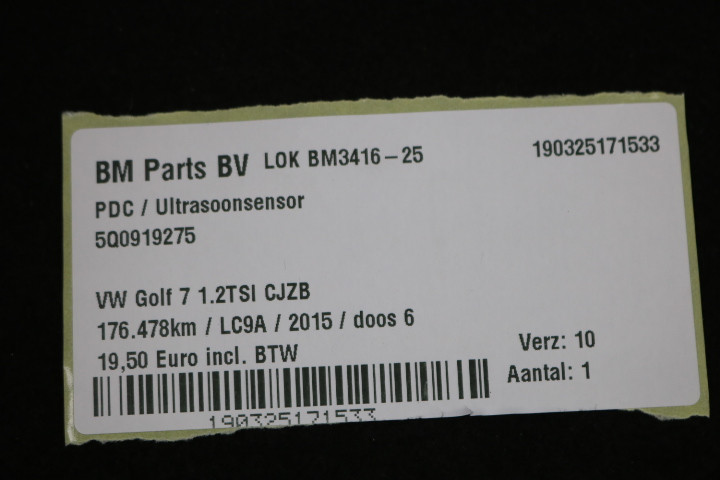 BM Parts BV LOK BM3416-25 190325171533
PDC / Ultrasoonsensor
5Q0919275
VW Golf 7 1.2TSI CJZB
176.478km / LC9A / 2015 / doos 6
19,50 Euro incl. BTW
Verz: 10
Aantal: 1
190325171533